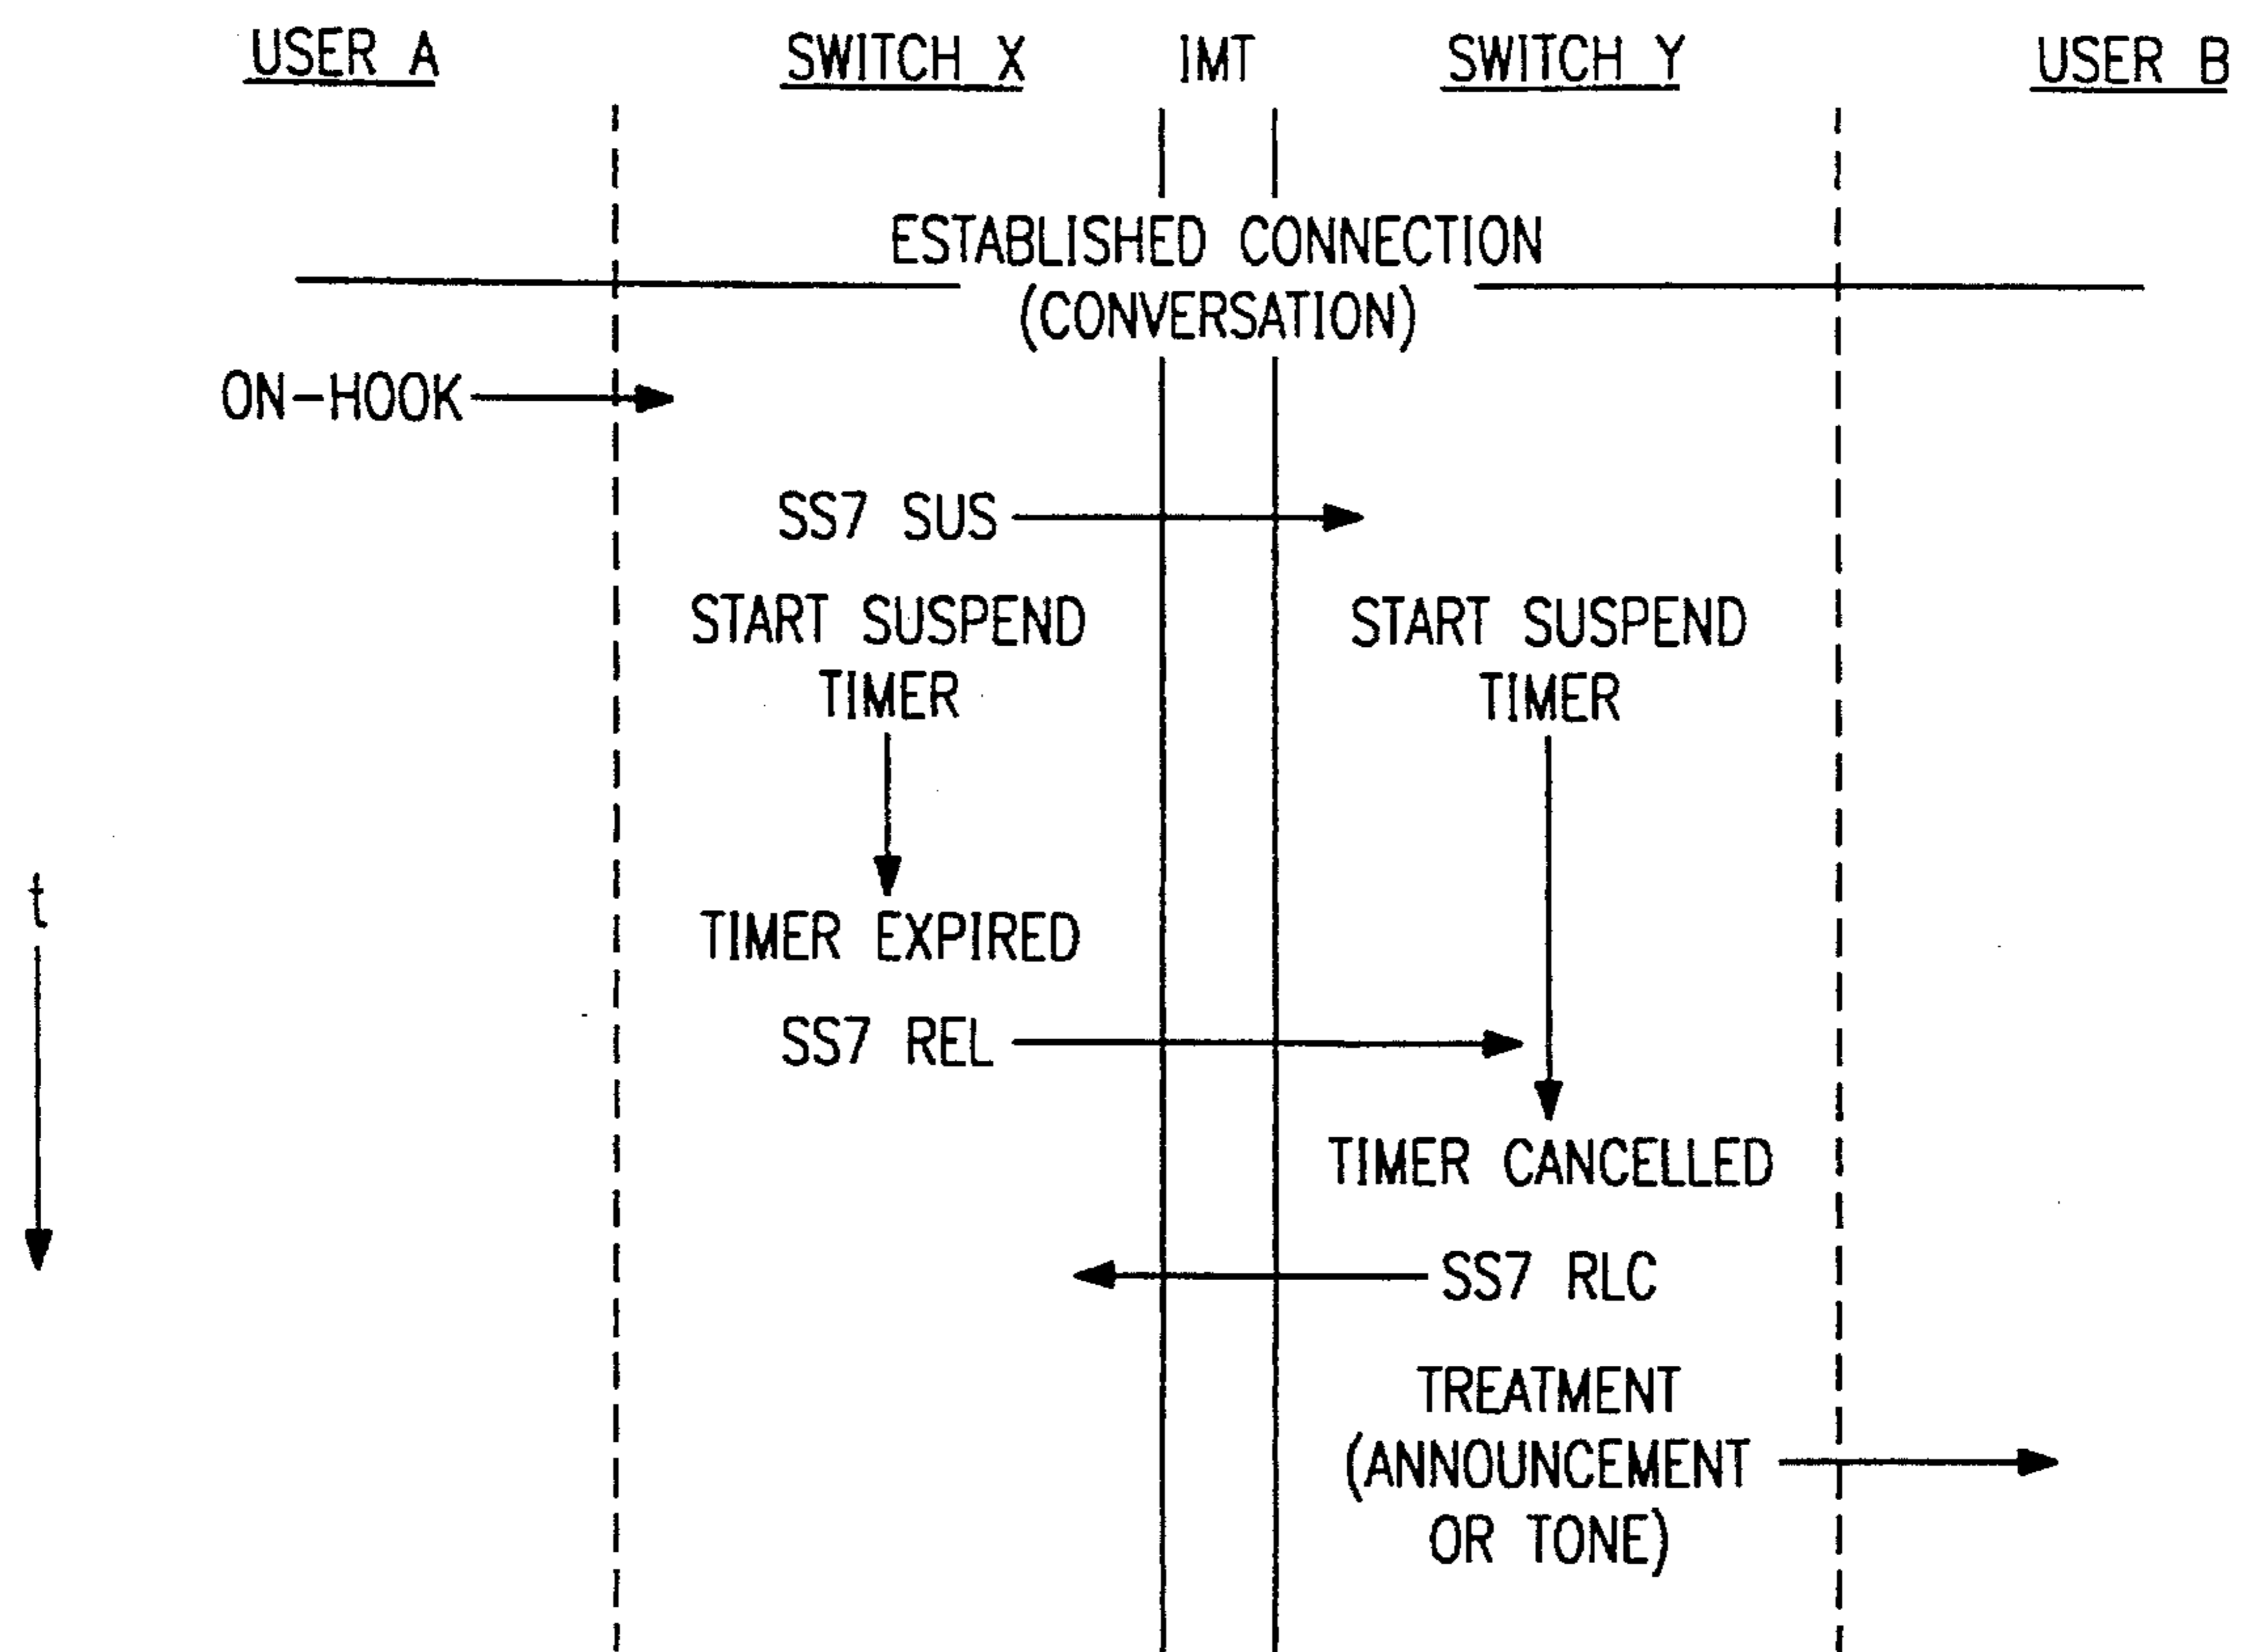 USER A SWITCH X IMT SWITCH Y USER B
ESTABLISHED CONNECTION
(CONVERSATION)
ON-HOOK
SS7 SUS
START SUSPEND
TIMER
START SUSPEND
TIMER
t
TIMER EXPIRED
SS7 REL
TIMER CANCELLED
SS7 RLC
TREATMENT
(ANNOUNCEMENT
OR TONE)